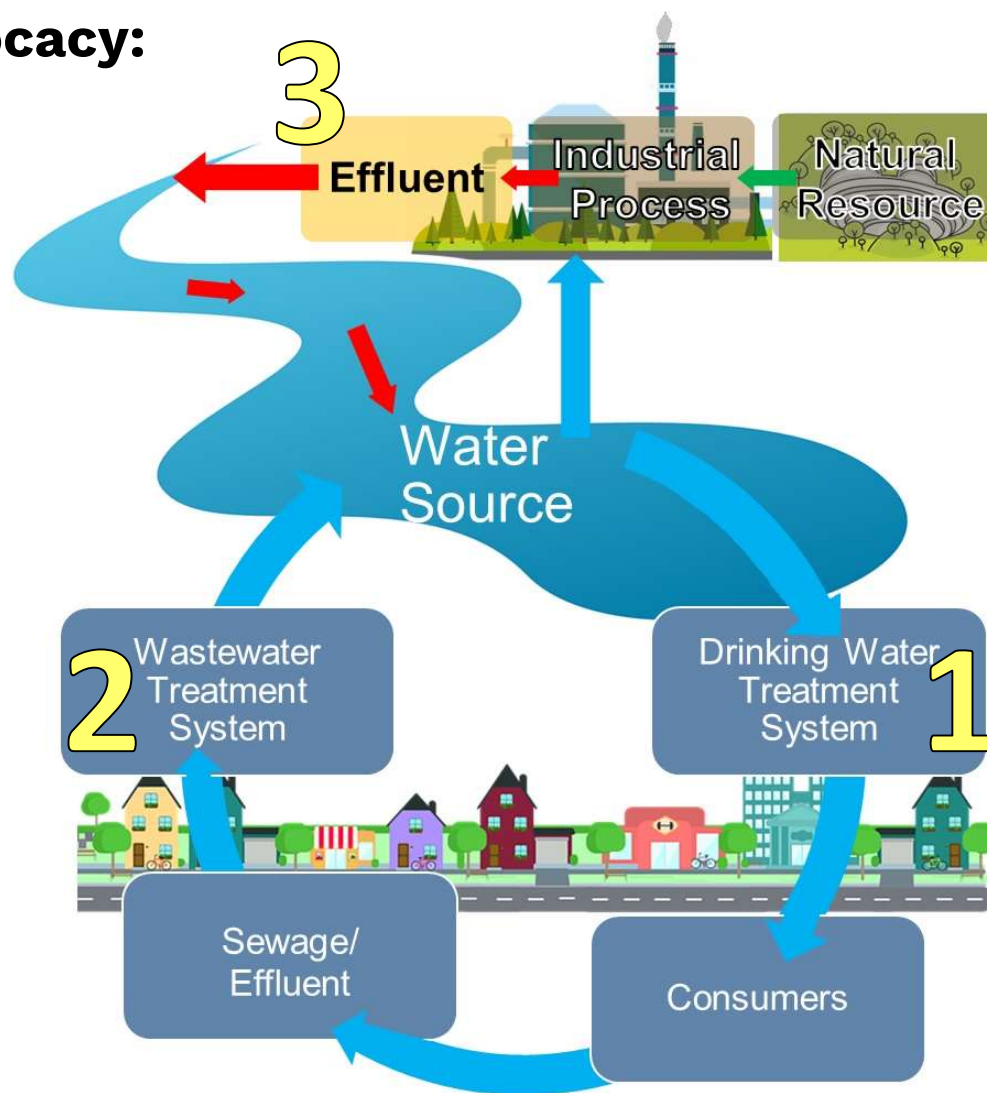 ocacy:
3
Effluent
Industrial
Process
Natural
Resource
Water
Source
2
Wastewater
Treatment
System
Drinking Water
Treatment
System
1
Sewage/
Effluent
Consumers